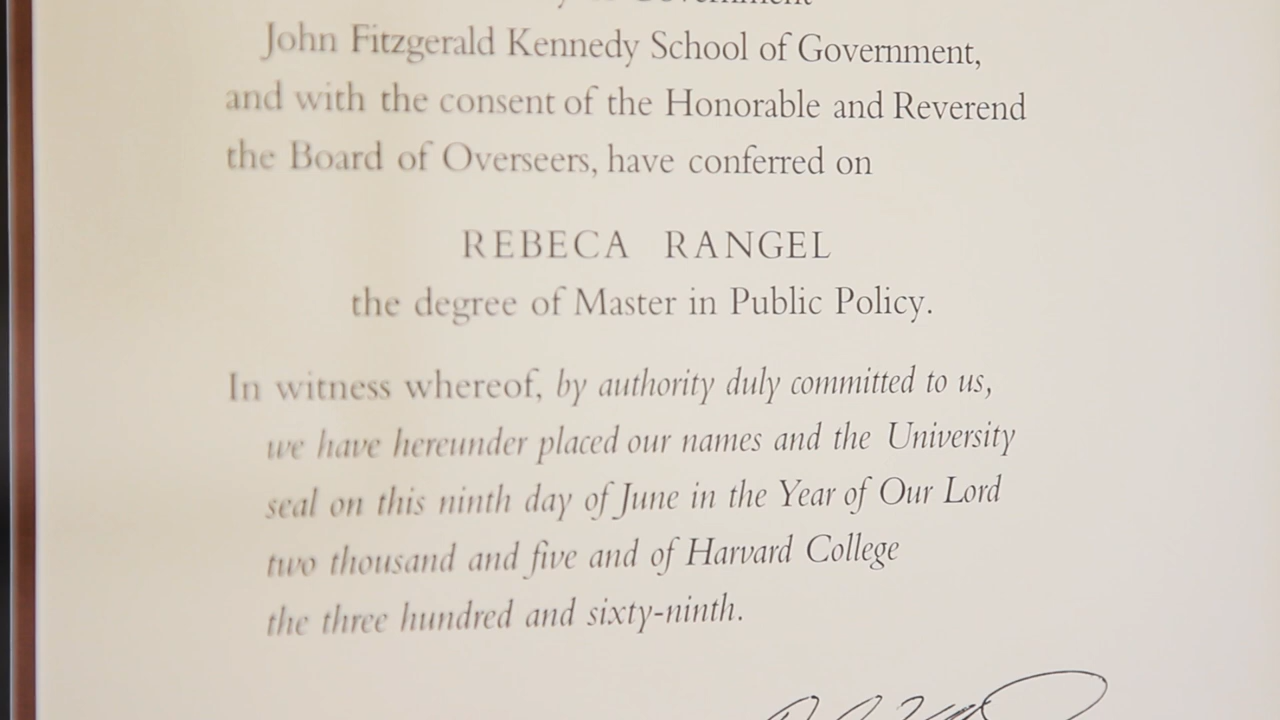 John Fitzgerald Kennedy School of Government,
and with the consent of the Honorable and Reverend
the Board of Overseers, have conferred on
REBECA RANGEL
the degree of Master in Public Policy.
In witness whereof, by authority duly committed to us,
we have hereunder placed our names and the University
seal on this ninth day of June in the Year of Our Lord
two thousand and five and of Harvard College
the three hundred and sixty-ninth.